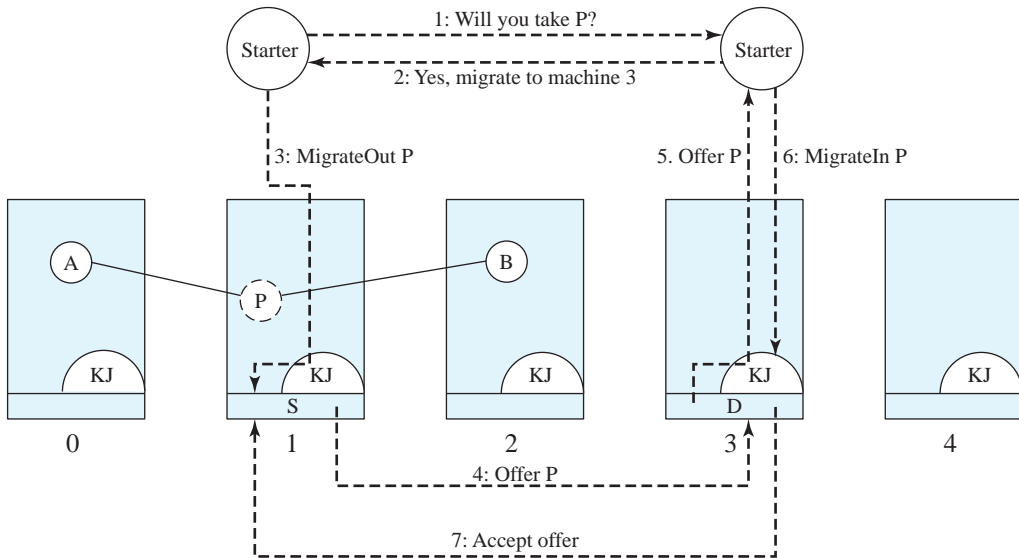 1: Will you take P?
Starter
Starter
2: Yes, migrate to machine 3
3: MigrateOut P
5. Offer P
6: MigrateIn P
A
B
P
KJ
KJ
KJ
KJ
KJ
S
D
0
1
2
3
4
4: Offer P
7: Accept offer